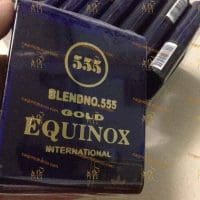 555
BLENDNO.555
GOLD
EQUINOX
INTERNATIONAL